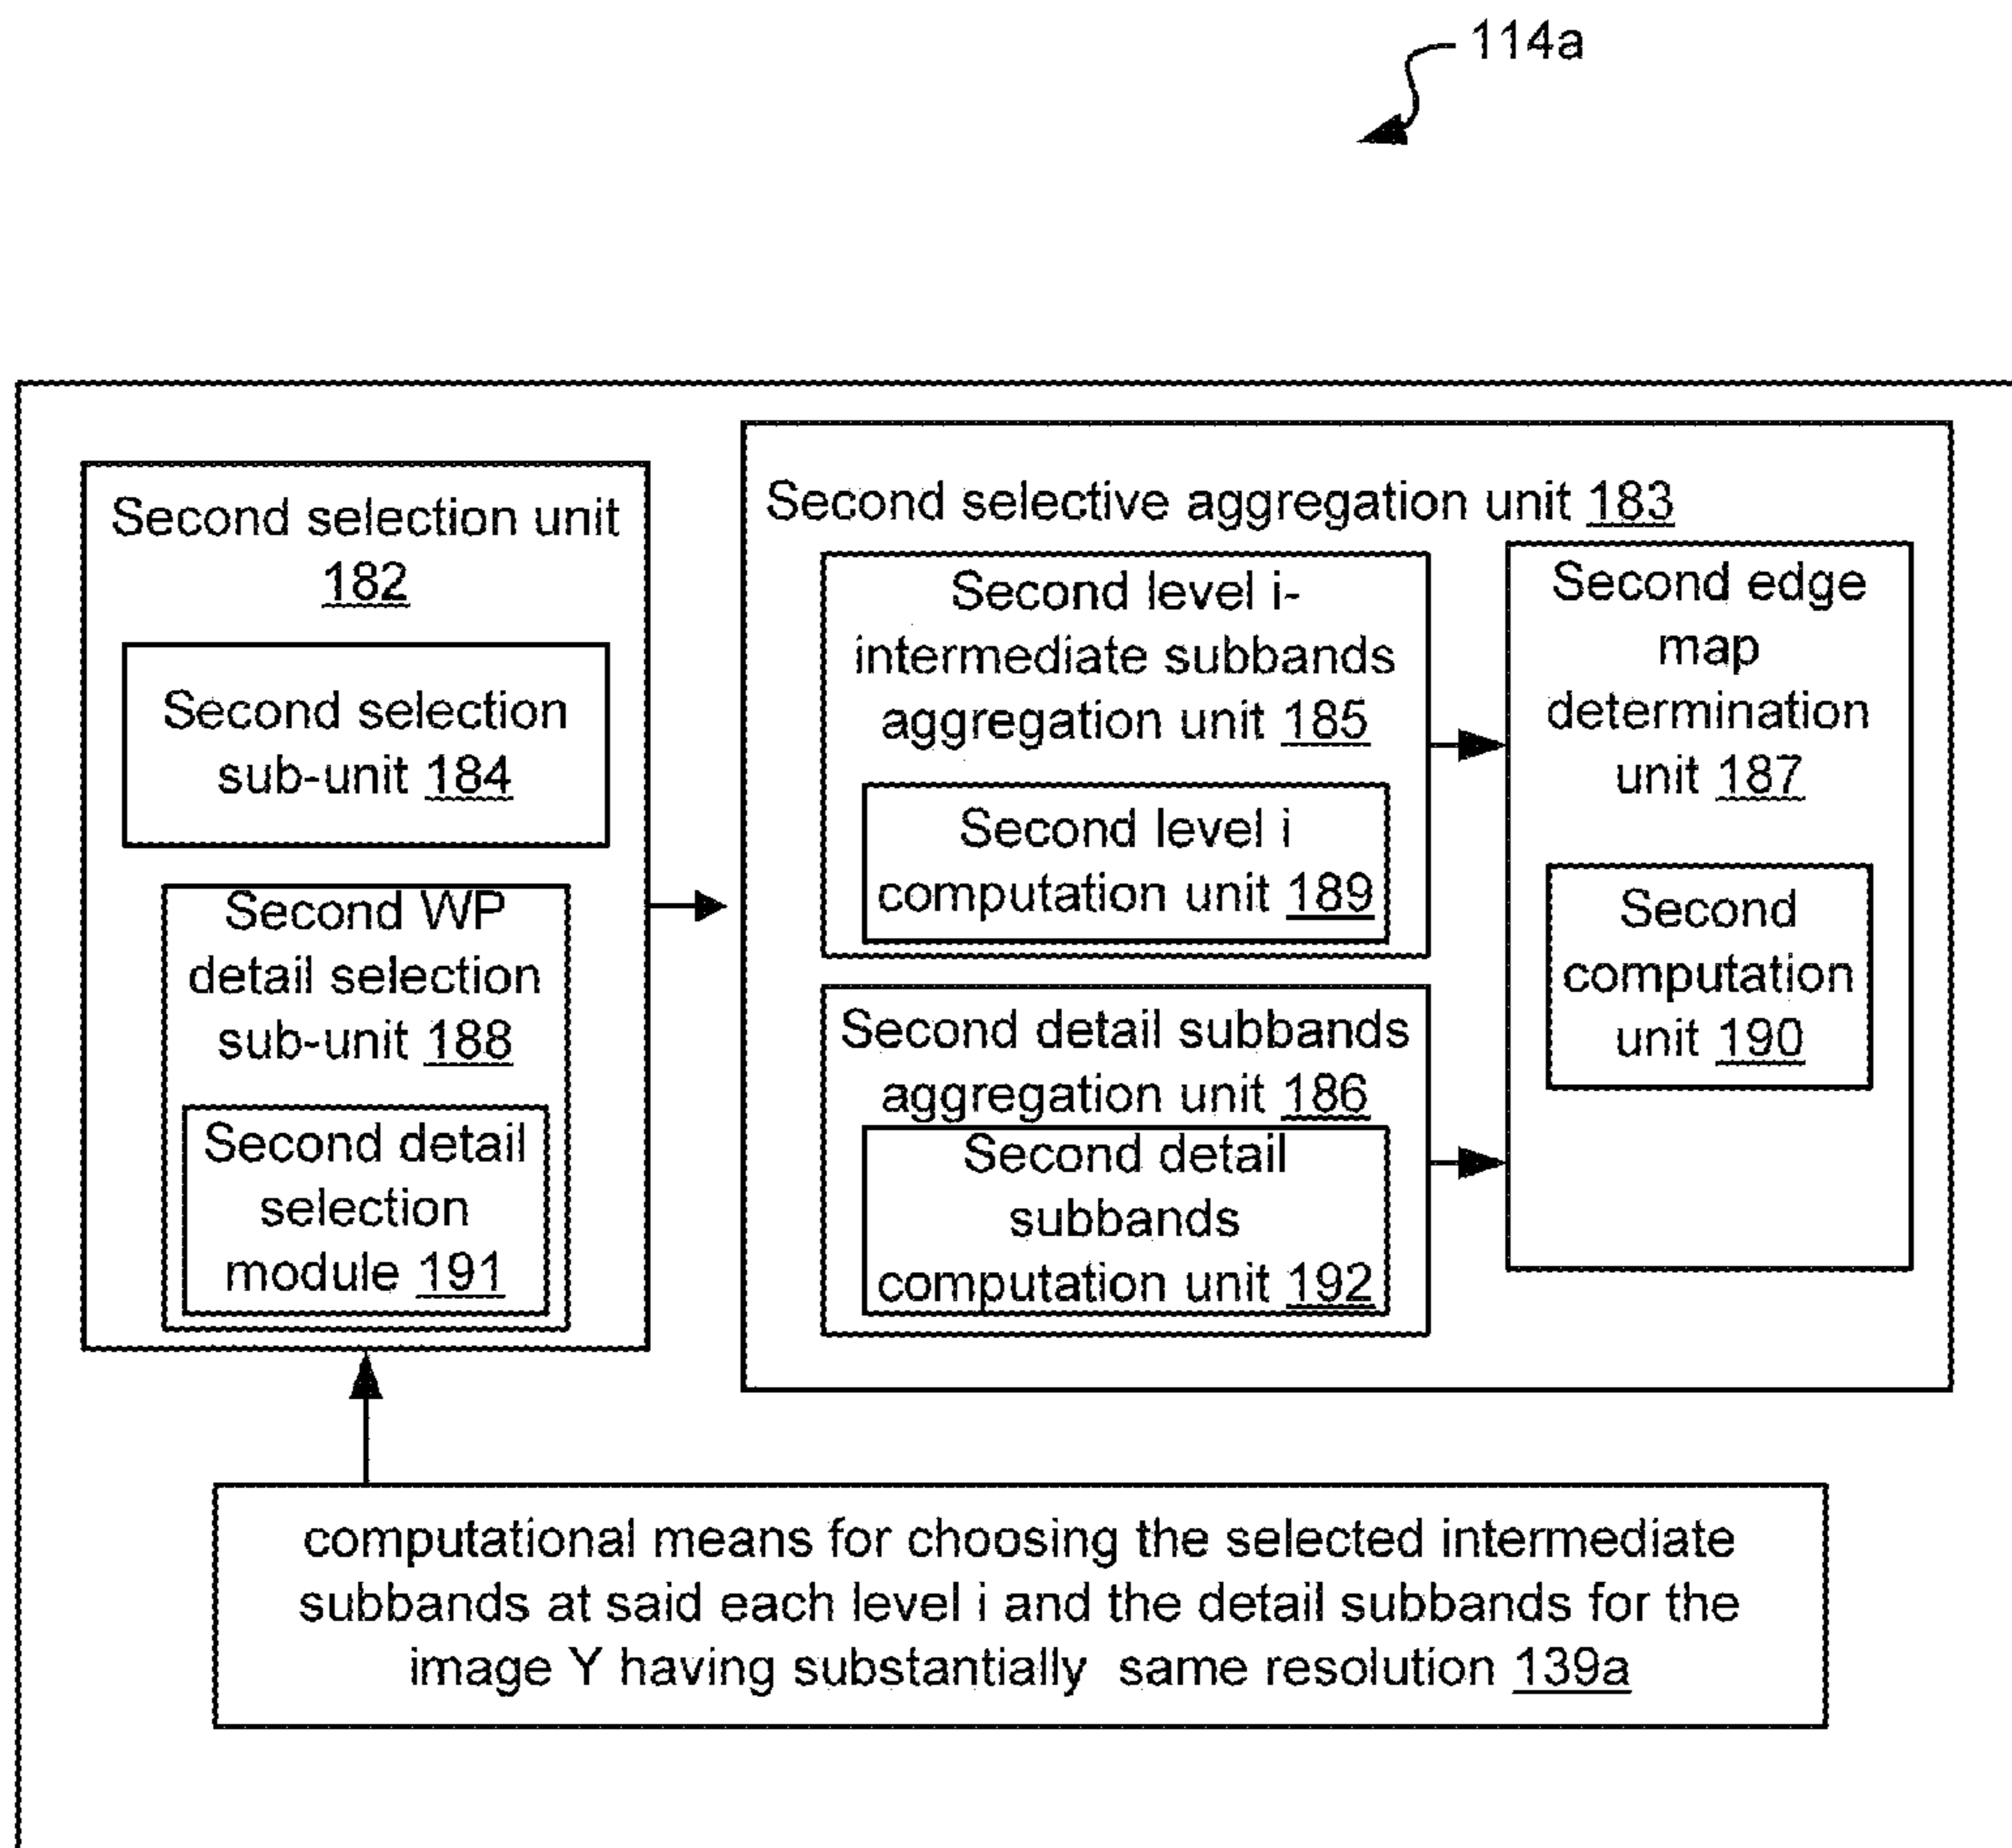 114a
Second selection unit
182
Second selection
sub-unit 184
Second WP
detail selection
sub-unit 188
Second detail
selection
module 191
Second selective aggregation unit 183
Second level i-
intermediate subbands
aggregation unit 185
Second level i
computation unit 189
Second detail subbands
aggregation unit 186
Second detail
subbands
computation unit 192
Second edge
map
determination
unit 187
Second
computation
unit 190
computational means for choosing the selected intermediate
subbands at said each level i and the detail subbands for the
image Y having substantially same resolution 139a